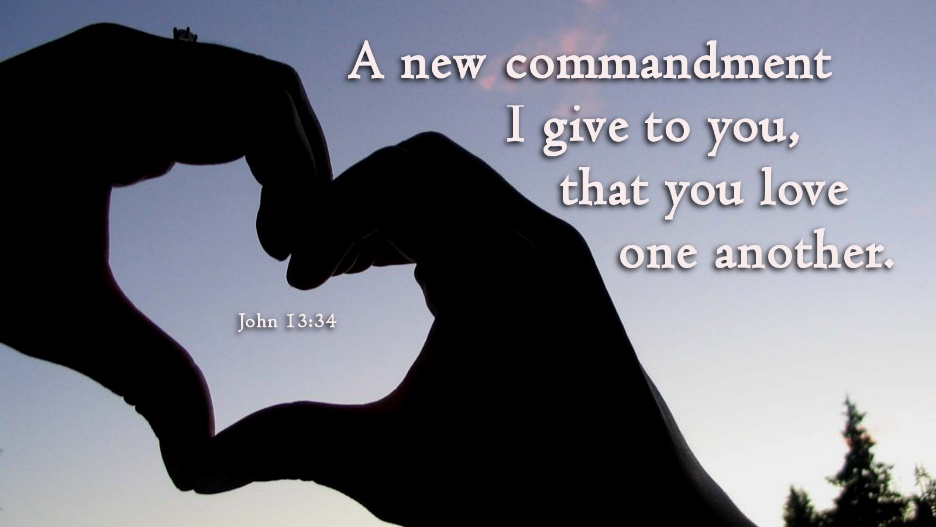 A new commandment
I give to you,
that you love
one another.
John 13:34